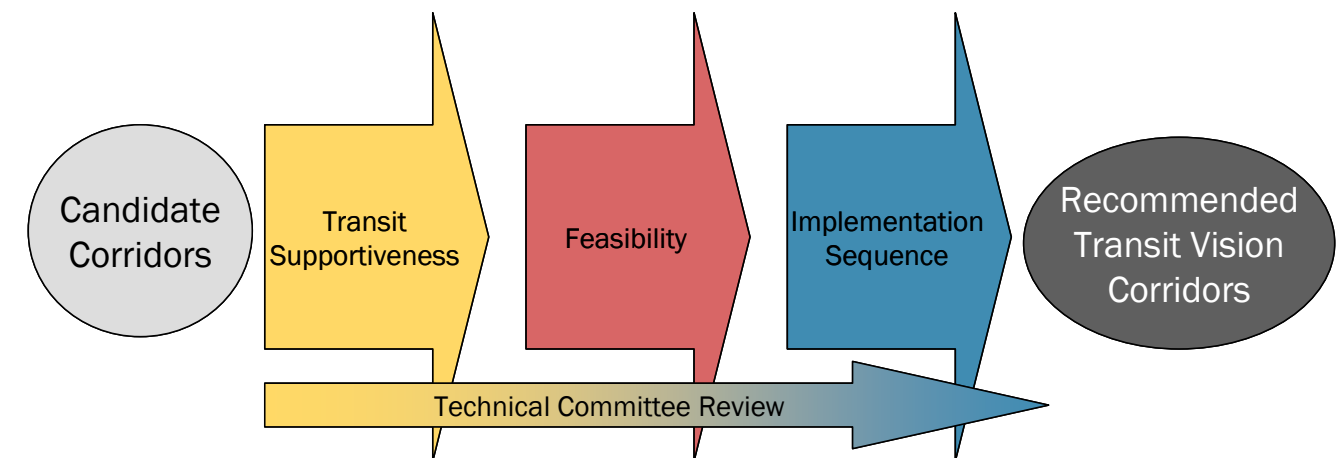 Candidate
Corridors
Transit
Supportiveness
Feasibility
Implementation
Sequence
Recommended
Transit Vision
Corridors
Technical Committee Review